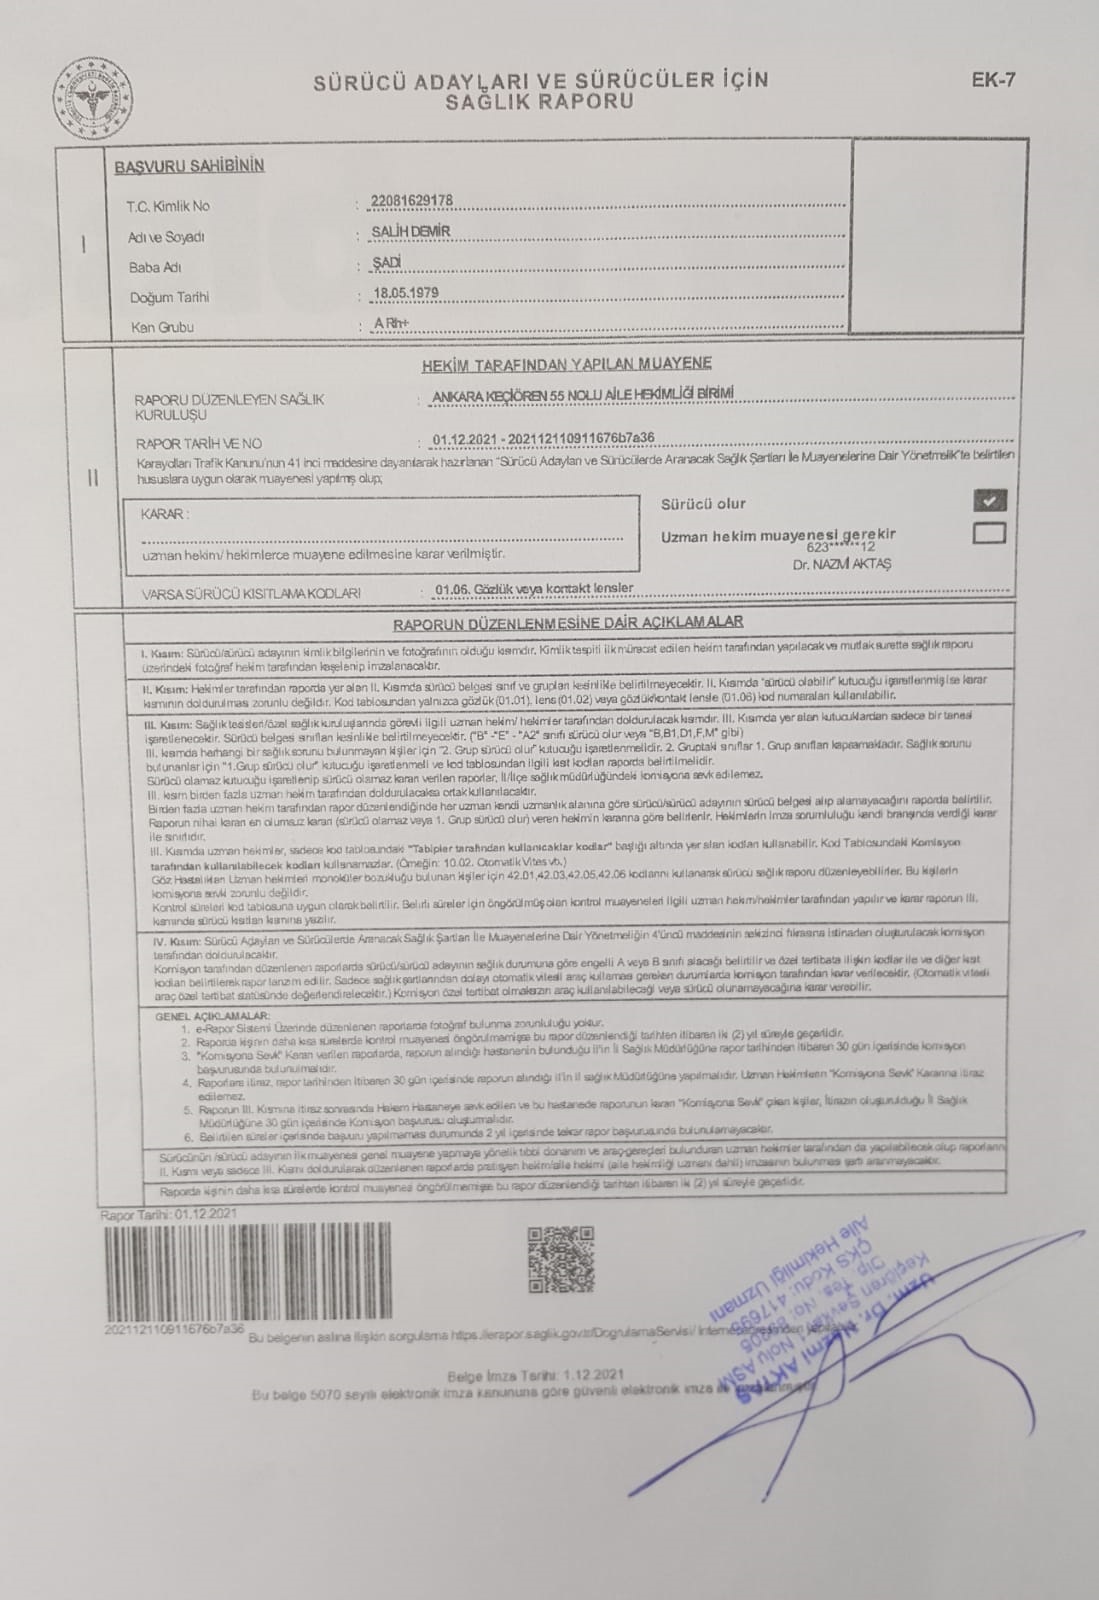 SÜRÜCÜ ADAYLARI VE SÜRÜCÜLER İÇİN
SAĞLIK RAPORU
EK-7
I
BAŞVURU SAHİBİNİN
T.C. Kimlik No : 22081629178
Adı ve Soyadı : SALİH DEMİR
Baba Adı : ŞADİ
Doğum Tarihi : 18.05.1979
Kan Grubu : A Rh+
II
HEKİM TARAFINDAN YAPILAN MUAYENE
RAPORU DÜZENLEYEN SAĞLIK : ANKARA KEÇİÖREN 55 NOLU AİLE HEKİMLİĞİ BİRİMİ
KURULUŞU
RAPOR TARİH VE NO : 01.12.2021 - 202112110911676b7a36
Karayolları Trafik Kanunu'nun 41 inci maddesine dayanılarak hazırlanan "Sürücü Adayları ve Sürücülerde Aranacak Sağlık Şartları İle Muayenelerine Dair Yönetmelik'te belirtilen
hususlara uygun olarak muayenesi yapılmış olup;
KARAR :
uzman hekim/ hekimlerce muayene edilmesine karar verilmiştir.
Sürücü olur
Uzman hekim muayenesi gerekir
623******12
Dr. NAZMİ AKTAŞ
VARSA SÜRÜCÜ KISITLAMA KODLARI : 01.06. Gözlük veya kontakt lensler
RAPORUN DÜZENLENMESİNE DAİR AÇIKLAMALAR
I. Kısım: Sürücü/sürücü adayının kimlik bilgilerinin ve fotoğrafının olduğu kısımdır. Kimlik tespiti ilk müracat edilen hekim tarafından yapılacak ve mutlak surette sağlık raporu
üzerindeki fotoğraf hekim tarafından kaşelenip imzalanacaktır.
II. Kısım: Hekimler tarafından raporda yer alan II. Kısımda sürücü belgesi sınıf ve grupları kesinlikle belirtilmeyecektir. II. Kısımda "sürücü olabilir" kutucuğu işaretlenmiş ise karar
kısmının doldurulması zorunlu değildir. Kod tablosundan yalnızca gözlük (01.01), lens (01.02) veya gözlük/kontakt lensle (01.06) kod numaraları kullanılabilir.
III. Kısım: Sağlık tesisleri/özel sağlık kuruluşlarında görevli ilgili uzman hekim/ hekimler tarafından doldurulacak kısımdır. III. Kısımda yer alan kutucuklardan sadece bir tanesi
işaretlenecektir. Sürücü belgesi sınıfları kesinlikle belirtilmeyecektir. ("B" -"E" - "A2" sınıfı sürücü olur veya "B,B1,D1,F,M" gibi)
III. kısımda herhangi bir sağlık sorunu bulunmayan kişiler için "2. Grup sürücü olur" kutucuğu işaretlenmelidir. 2. Gruptaki sınıflar 1. Grup sınıfları kapsamaktadır. Sağlık sorunu
bulunanlar için "1.Grup sürücü olur" kutucuğu işaretlenmeli ve kod tablosundan ilgili kısıt kodları raporda belirtilmelidir.
Sürücü olamaz kutucuğu işaretlenip sürücü olamaz kararı verilen raporlar, İl/İlçe sağlık müdürlüğündeki komisyona sevk edilemez.
III. kısım birden fazla uzman hekim tarafından doldurulacaksa ortak kullanılacaktır.
Birden fazla uzman hekim tarafından rapor düzenlendiğinde her uzman kendi uzmanlık alanına göre sürücü/sürücü adayının sürücü belgesi alıp alamayacağını raporda belirtilir.
Raporun nihai kararı en olumsuz kararı (sürücü olamaz veya 1. Grup sürücü olur) veren hekimin kararına göre belirlenir. Hekimlerin imza sorumluluğu kendi branşında verdiği karar
ile sınırlıdır.
III. Kısımda uzman hekimler, sadece kod tablosundaki "Tabipler tarafından kullanılacaklar kodlar" başlığı altında yer alan kodları kullanabilir. Kod Tablosundaki Komisyon
tarafından kullanılabilecek kodları kullanamazlar. (Örneğin: 10.02. Otomatik Vites vb.)
Göz Hastalıkları Uzman hekimleri monoküler bozukluğu bulunan kişiler için 42.01,42.03,42.05,42.06 kodlarını kullanarak sürücü sağlık raporu düzenleyebilirler. Bu kişilerin
komisyona sevki zorunlu değildir.
Kontrol süreleri kod tablosuna uygun olarak belirtilir. Belirli süreler için öngörülmüş olan kontrol muayeneleri ilgili uzman hekim/hekimler tarafından yapılır ve karar raporun III.
kısmında sürücü kısıtları kısmına yazılır.
IV. Kısım: Sürücü Adayları ve Sürücülerde Aranacak Sağlık Şartları İle Muayenelerine Dair Yönetmeliğin 4'üncü maddesinin sekizinci fıkrasına istinaden oluşturulacak komisyon
tarafından doldurulacaktır.
Komisyon tarafından düzenlenen raporlarda sürücü/sürücü adayının sağlık durumuna göre engelli A veya B sınıfı alacağı belirtilir ve özel tertibata ilişkin kodlar ile ve diğer kısıt
kodları belirtilerek rapor tanzim edilir. Sadece sağlık şartlarından dolayı otomatik vitesli araç kullanması gereken durumlarda komisyon tarafından karar verilecektir. (Otomatik vitesli
araç özel tertibat statüsünde değerlendirelecektir.) Komisyon özel tertibat olmaksızın araç kullanılabileceği veya sürücü olunamayacağına karar verebilir.
GENEL AÇIKLAMALAR:
1. e-Rapor Sistemi Üzerinde düzenlenen raporlarda fotoğraf bulunma zorunluluğu yoktur.
2. Raporda kişinin daha kısa sürelerde kontrol muayenesi öngörülmemişse bu rapor düzenlendiği tarihten itibaren iki (2) yıl süreyle geçerlidir.
3. "Komisyona Sevk" Kararı verilen raporlarda, raporun alındığı hastanenin bulunduğu il'in İl Sağlık Müdürlüğüne rapor tarihinden itibaren 30 gün içerisinde komisyon
başvurusunda bulunulmalıdır.
4. Raporlara itiraz, rapor tarihinden itibaren 30 gün içerisinde raporun alındığı il'in il sağlık Müdürlüğüne yapılmalıdır. Uzman Hekimlerin "Komisyona Sevk" Kararına itiraz
edilemez.
5. Raporun III. Kısmına itiraz sonrasında Hakem Hastaneye sevk edilen ve bu hastanede raporunun kararı "Komisyona Sevk" çıkan kişiler, itirazın oluşturulduğu İl Sağlık
Müdürlüğüne 30 gün içerisinde Komisyon başvurusu oluşturmalıdır.
6. Belirtilen süreler içerisinde başvuru yapılmaması durumunda 2 yıl içerisinde tekrar rapor başvurusunda bulunulamayacaktır.
Sürücünün /sürücü adayının ilk muayenesi genel muayene yapmaya yönelik tıbbi donanım ve araç-gereçleri bulunduran uzman hekimler tarafından da yapılabilecek olup raporların
II. Kısmı veya sadece III. Kısmı doldurularak düzenlenen raporlarda pratisyen hekim/aile hekimi (aile hekimliği uzmanı dahil) imzasının bulunması şartı aranmayacaktır.
Raporda kişinin daha kısa sürelerde kontrol muayenesi öngörülmemişse bu rapor düzenlendiği tarihten itibaren iki (2) yıl süreyle geçerlidir.
Rapor Tarihi: 01.12.2021
202112110911676b7a36
Bu belgenin aslına ilişkin sorgulama https://erapor.saglik.gov.tr/DogrulamaServisi/ internet adresinden yapılabilir.
Belge İmza Tarihi: 1.12.2021
Bu belge 5070 sayılı elektronik imza kanununa göre güvenli elektronik imza ile imzalanmıştır.
Uzm. Dr. Nazmi AKTAŞ
Aile Hekimliği Uzmanı